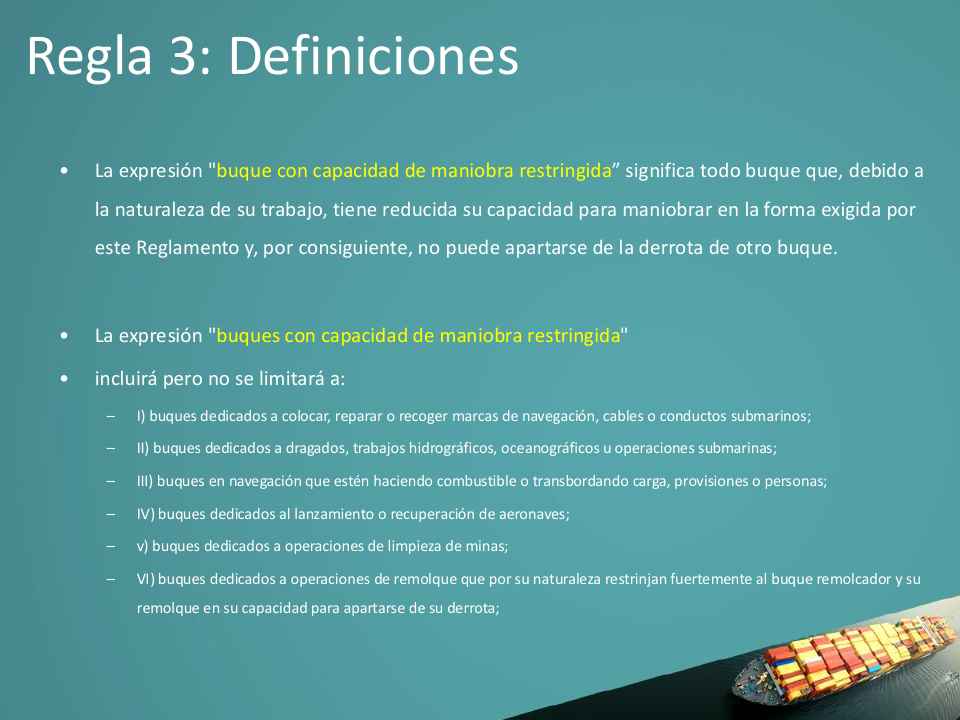 Regla 3: Definiciones
• La expresión "buque con capacidad de maniobra restringida” significa todo buque que, debido a
la naturaleza de su trabajo, tiene reducida su capacidad para maniobrar en la forma exigida por
este Reglamento y, por consiguiente, no puede apartarse de la derrota de otro buque.
• La expresión "buques con capacidad de maniobra restringida"
• incluirá pero no se limitará a:
– I) buques dedicados a colocar, reparar o recoger marcas de navegación, cables o conductos submarinos;
– II) buques dedicados a dragados, trabajos hidrográficos, oceanográficos u operaciones submarinas;
– III) buques en navegación que estén haciendo combustible o transbordando carga, provisiones o personas;
– IV) buques dedicados al lanzamiento o recuperación de aeronaves;
– v) buques dedicados a operaciones de limpieza de minas;
– VI) buques dedicados a operaciones de remolque que por su naturaleza restrinjan fuertemente al buque remolcador y su
remolque en su capacidad para apartarse de su derrota;